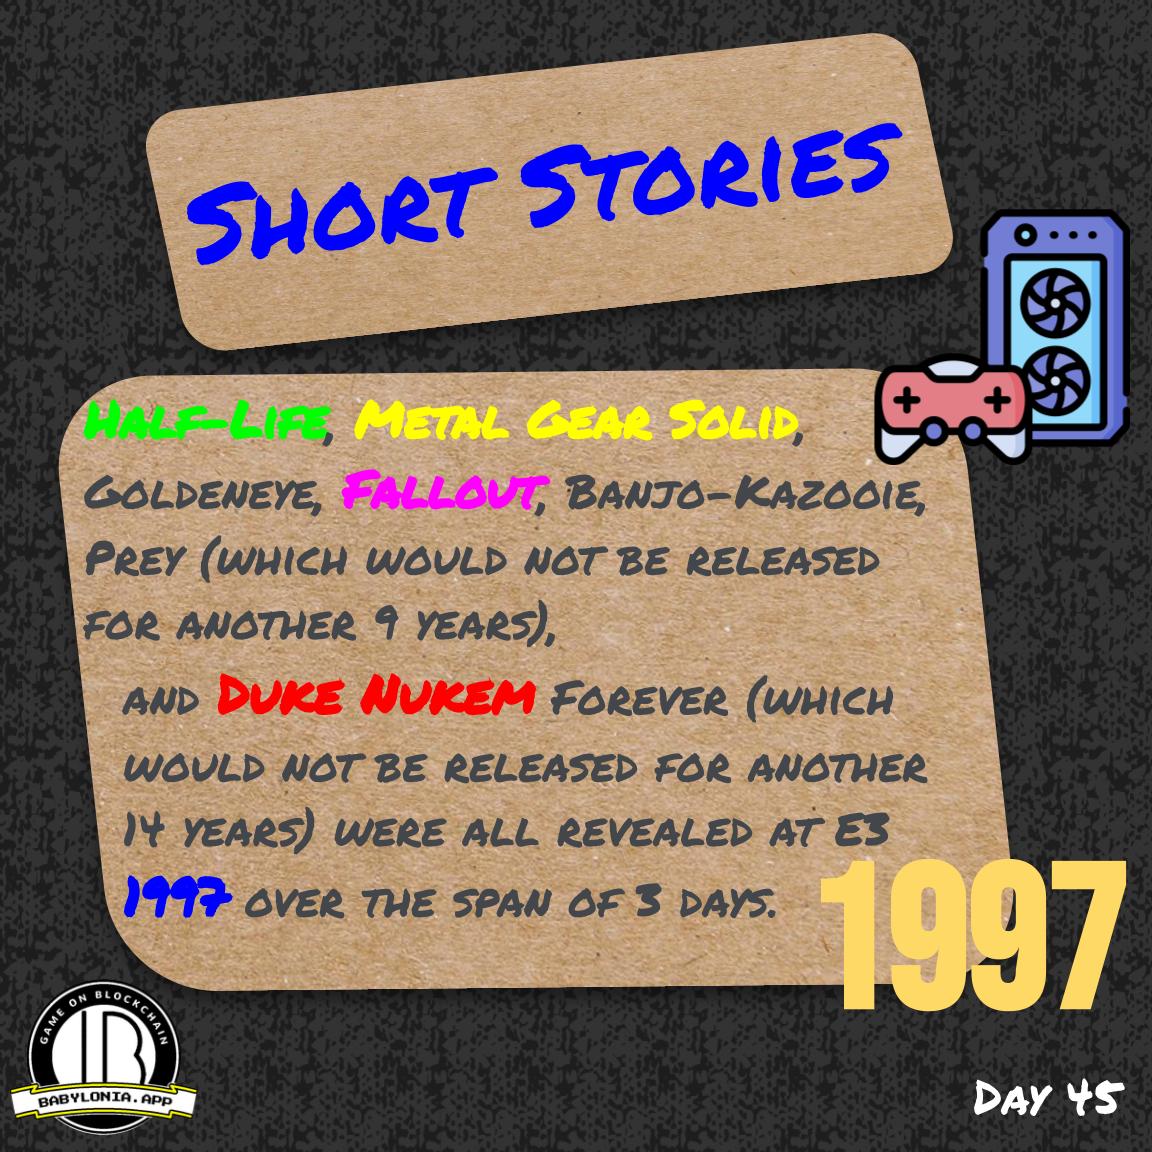 Short Stories
Half-Life, Metal Gear Solid,
Goldeneye, Fallout, Banjo-Kazooie,
Prey (which would not be released
for another 9 years),
and Duke Nukem Forever (which
would not be released for another
14 years) were all revealed at E3
1997 over the span of 3 days.
1997
GAME ON BLOCKCHAIN
B
BABYLONIA.APP
Day 45